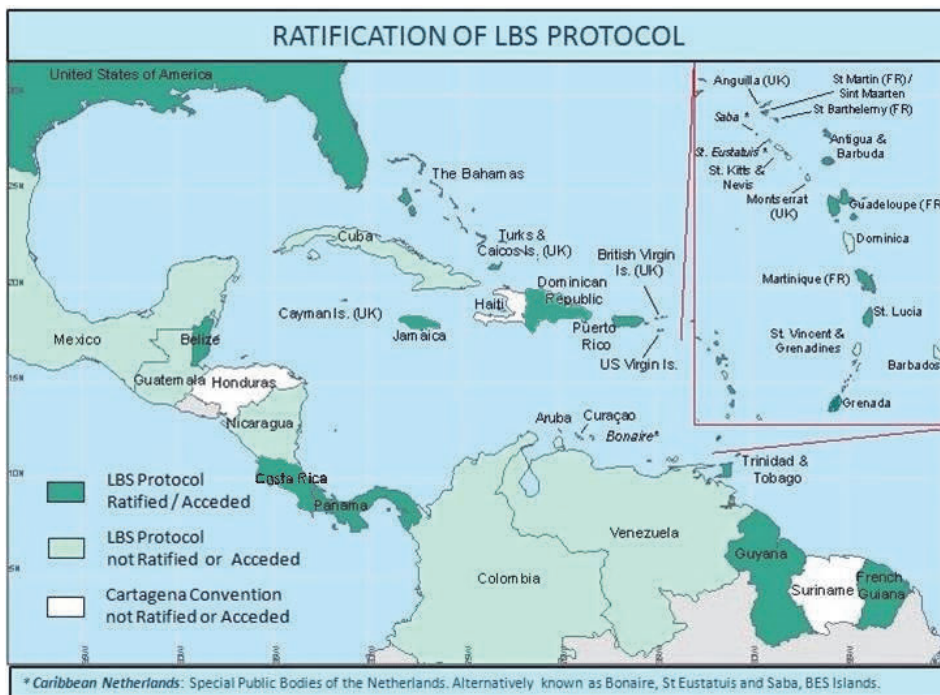 RATIFICATION OF LBS PROTOCOL
United States of America
The Bahamas
Cuba
Turks &
Caicos Is. (UK)
British Virgin
Is. (UK)
Dominican
Republic
Haiti
Cayman Is. (UK)
Jamaica
Puerto
Rico
US Virgin Is.
Mexico
Belize
Guatemala
Honduras
Nicaragua
Aruba
Curaçao
Bonaire*
Costa Rica
Panama
Trinidad &
Tobago
Venezuela
Colombia
Guyana
Suriname
French
Guiana
Anguilla (UK)
St Martin (FR) /
Sint Maarten
St Barthelemy (FR)
Saba *
St. Eustatuis *
Antigua &
Barbuda
St. Kitts &
Nevis
Montserrat
(UK)
Guadeloupe (FR)
Dominica
Martinique (FR)
St. Lucia
St. Vincent &
Grenadines
Barbados
Grenada
25N
20N
15N
10N
5N
LBS Protocol
Ratified / Acceded
LBS Protocol
not Ratified or Acceded
Cartagena Convention
not Ratified or Acceded
* Caribbean Netherlands: Special Public Bodies of the Netherlands. Alternatively known as Bonaire, St Eustatuis and Saba, BES Islands.